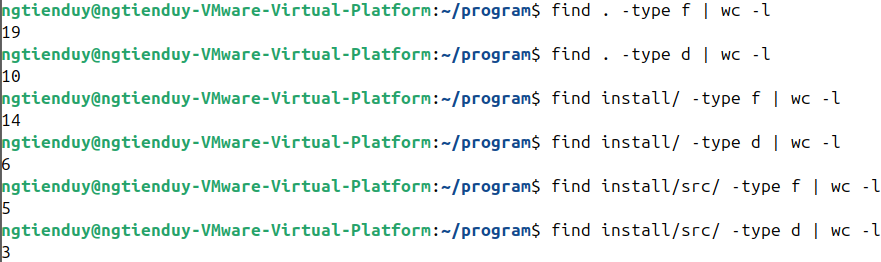 ngtienduy@ngtienduy-VMware-Virtual-Platform:~/program$ find . -type f | wc -l
19
ngtienduy@ngtienduy-VMware-Virtual-Platform:~/program$ find . -type d | wc -l
10
ngtienduy@ngtienduy-VMware-Virtual-Platform:~/program$ find install/ -type f | wc -l
14
ngtienduy@ngtienduy-VMware-Virtual-Platform:~/program$ find install/ -type d | wc -l
6
ngtienduy@ngtienduy-VMware-Virtual-Platform:~/program$ find install/src/ -type f | wc -l
5
ngtienduy@ngtienduy-VMware-Virtual-Platform:~/program$ find install/src/ -type d | wc -l
3